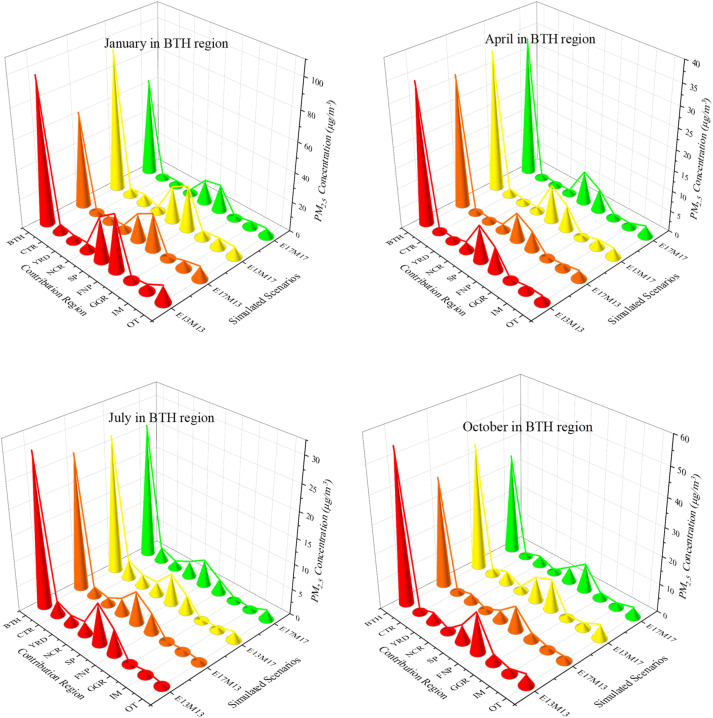 January in BTH region
100
80
60
40
20
0
PM2.5 Concentration (μg/m³)
BTH
CTR
YRD
NCR
SP
FNP
GGR
IM
OT
Contribution Region
E13M13
E17M13
E13M17
E17M17
Simulated Scenarios
April in BTH region
40
35
30
25
20
15
10
5
0
PM2.5 Concentration (μg/m³)
BTH
CTR
YRD
NCR
SP
FNP
GGR
IM
OT
Contribution Region
E13M13
E17M13
E13M17
E17M17
Simulated Scenarios
July in BTH region
30
25
20
15
10
5
0
PM2.5 Concentration (μg/m³)
BTH
CTR
YRD
NCR
SP
FNP
GGR
IM
OT
Contribution Region
E13M13
E17M13
E13M17
E17M17
Simulated Scenarios
October in BTH region
60
50
40
30
20
10
0
PM2.5 Concentration (μg/m³)
BTH
CTR
YRD
NCR
SP
FNP
GGR
IM
OT
Contribution Region
E13M13
E17M13
E13M17
E17M17
Simulated Scenarios